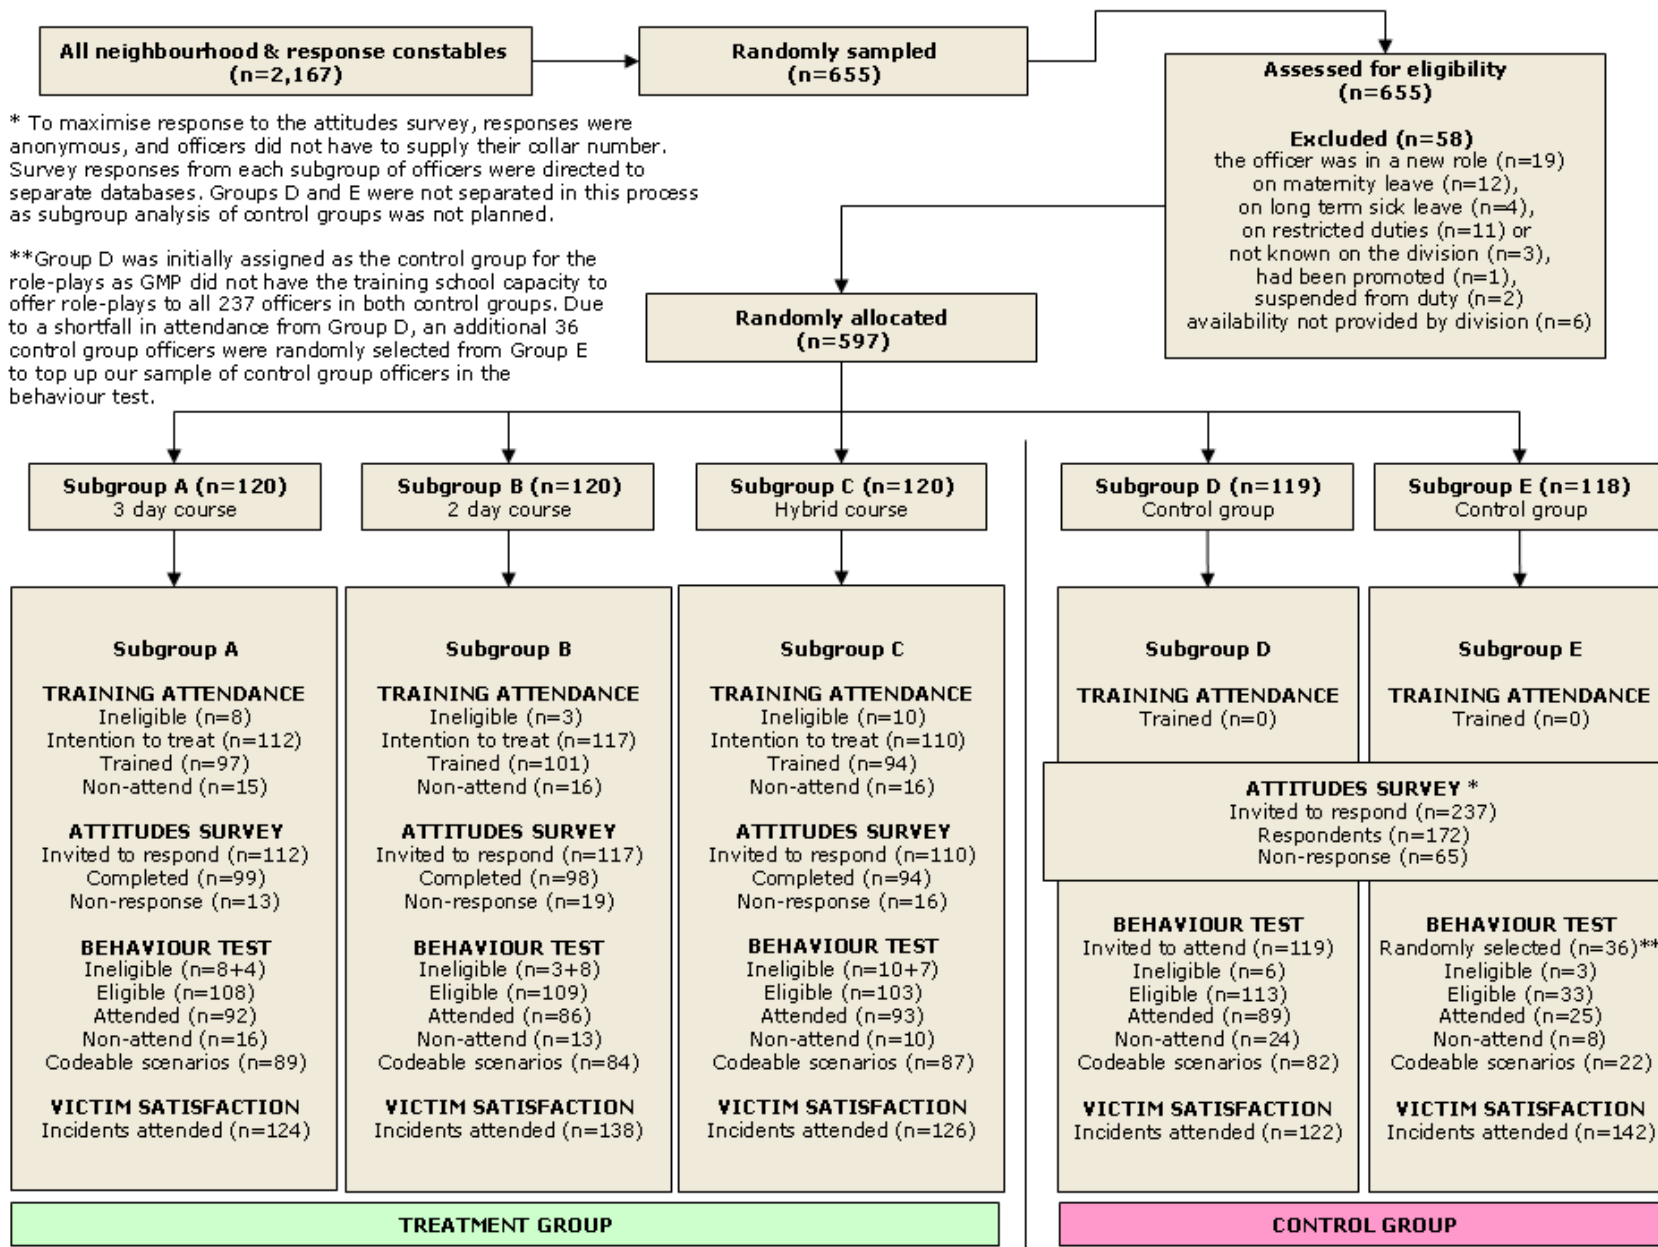 All neighbourhood & response constables
(n=2,167)
Randomly sampled
(n=655)
Assessed for eligibility
(n=655)
Excluded (n=58)
the officer was in a new role (n=19)
on maternity leave (n=12),
on long term sick leave (n=4),
on restricted duties (n=11) or
not known on the division (n=3),
had been promoted (n=1),
suspended from duty (n=2)
availability not provided by division (n=6)
* To maximise response to the attitudes survey, responses were
anonymous, and officers did not have to supply their collar number.
Survey responses from each subgroup of officers were directed to
separate databases. Groups D and E were not separated in this process
as subgroup analysis of control groups was not planned.
**Group D was initially assigned as the control group for the
role-plays as GMP did not have the training school capacity to
offer role-plays to all 237 officers in both control groups. Due
to a shortfall in attendance from Group D, an additional 36
control group officers were randomly selected from Group E
to top up our sample of control group officers in the
behaviour test.
Randomly allocated
(n=597)
Subgroup A (n=120)
3 day course
Subgroup B (n=120)
2 day course
Subgroup C (n=120)
Hybrid course
Subgroup D (n=119)
Control group
Subgroup E (n=118)
Control group
Subgroup A
TRAINING ATTENDANCE
Ineligible (n=8)
Intention to treat (n=112)
Trained (n=97)
Non-attend (n=15)
ATTITUDES SURVEY
Invited to respond (n=112)
Completed (n=99)
Non-response (n=13)
BEHAVIOUR TEST
Ineligible (n=8+4)
Eligible (n=108)
Attended (n=92)
Non-attend (n=16)
Codeable scenarios (n=89)
VICTIM SATISFACTION
Incidents attended (n=124)
Subgroup B
TRAINING ATTENDANCE
Ineligible (n=3)
Intention to treat (n=117)
Trained (n=101)
Non-attend (n=16)
ATTITUDES SURVEY
Invited to respond (n=117)
Completed (n=98)
Non-response (n=19)
BEHAVIOUR TEST
Ineligible (n=3+8)
Eligible (n=109)
Attended (n=86)
Non-attend (n=13)
Codeable scenarios (n=84)
VICTIM SATISFACTION
Incidents attended (n=138)
Subgroup C
TRAINING ATTENDANCE
Ineligible (n=10)
Intention to treat (n=110)
Trained (n=94)
Non-attend (n=16)
ATTITUDES SURVEY
Invited to respond (n=110)
Completed (n=94)
Non-response (n=16)
BEHAVIOUR TEST
Ineligible (n=10+7)
Eligible (n=103)
Attended (n=93)
Non-attend (n=10)
Codeable scenarios (n=87)
VICTIM SATISFACTION
Incidents attended (n=126)
Subgroup D
TRAINING ATTENDANCE
Trained (n=0)
Subgroup E
TRAINING ATTENDANCE
Trained (n=0)
ATTITUDES SURVEY *
Invited to respond (n=237)
Respondents (n=172)
Non-response (n=65)
BEHAVIOUR TEST
Invited to attend (n=119)
Ineligible (n=6)
Eligible (n=113)
Attended (n=89)
Non-attend (n=24)
Codeable scenarios (n=82)
VICTIM SATISFACTION
Incidents attended (n=122)
BEHAVIOUR TEST
Randomly selected (n=36)**
Ineligible (n=3)
Eligible (n=33)
Attended (n=25)
Non-attend (n=8)
Codeable scenarios (n=22)
VICTIM SATISFACTION
Incidents attended (n=142)
TREATMENT GROUP
CONTROL GROUP